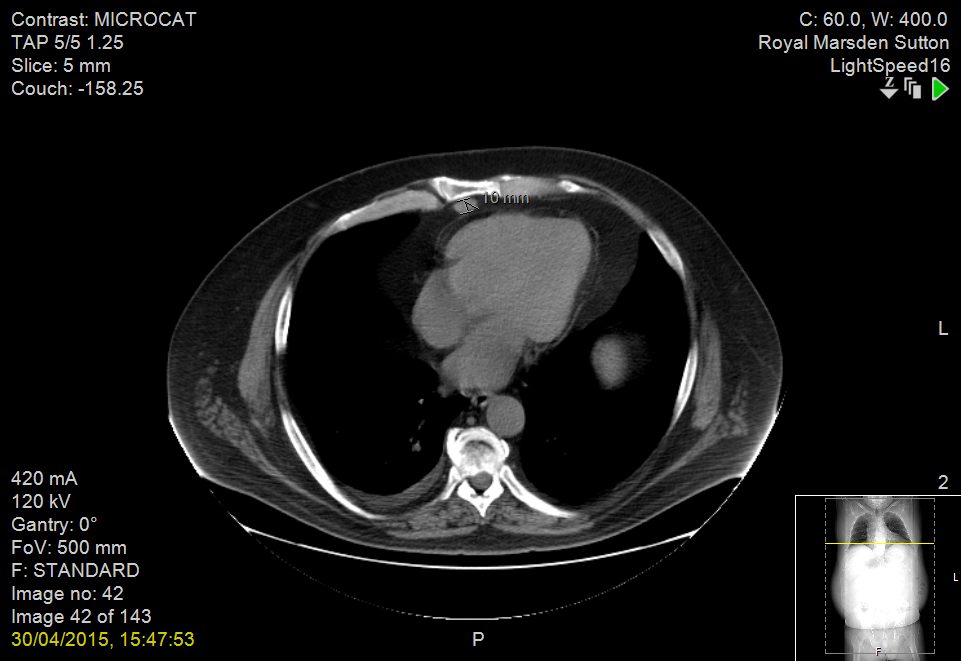 Contrast: MICROCAT
TAP 5/5 1.25
Slice: 5 mm
Couch: -158.25
C: 60.0, W: 400.0
Royal Marsden Sutton
LightSpeed16
Z
10 mm
L
420 mA
120 kV
Gantry: 0°
FoV: 500 mm
F: STANDARD
Image no: 42
Image 42 of 143
30/04/2015, 15:47:53
P
2
L
F